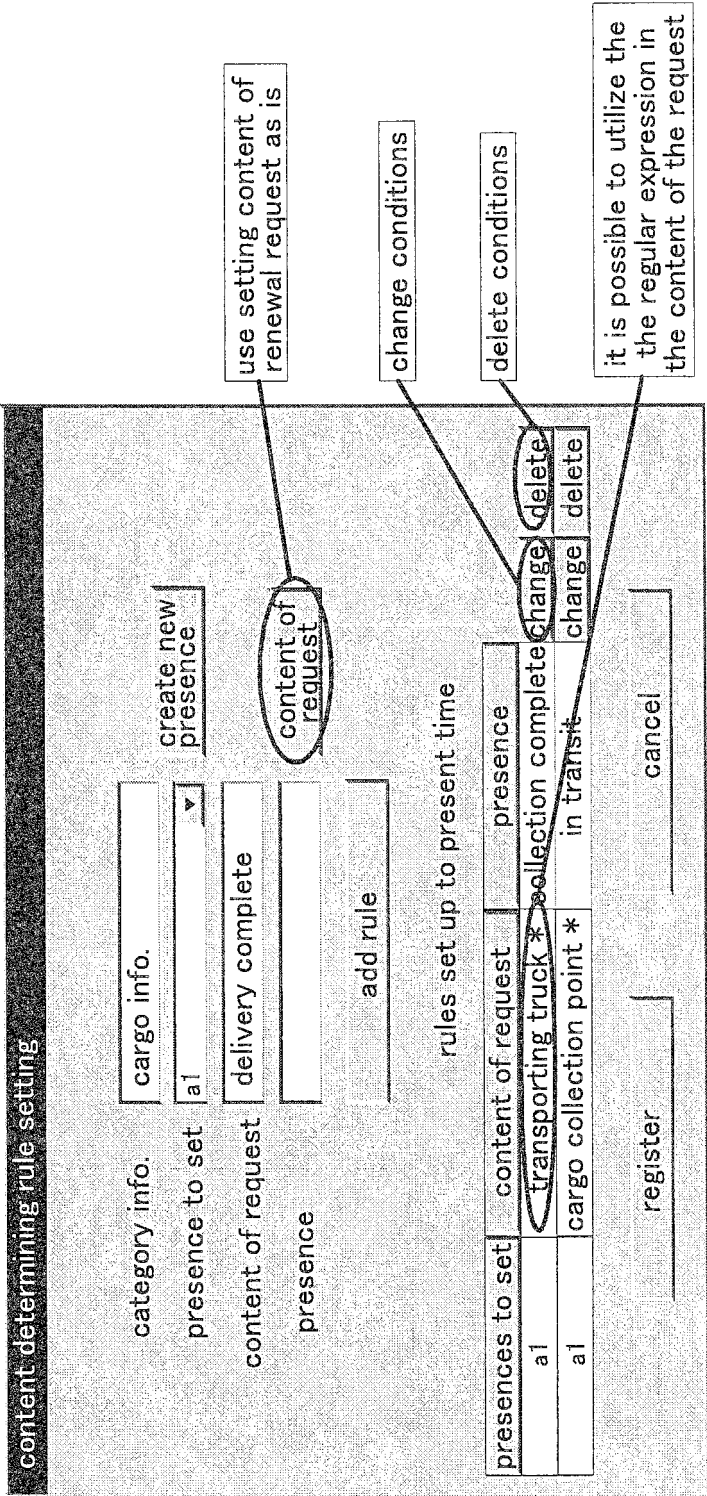 content determining rule setting
category info.
cargo info.
presence to set
a1
create new
presence
content of request
delivery complete
presence
content of
request
add rule
rules set up to present time
presences to set
content of request
presence
a1
transporting truck *
collection complete
change
delete
a1
cargo collection point *
in transit
change
delete
register
cancel
use setting content of
renewal request as is
change conditions
delete conditions
it is possible to utilize the
the regular expression in
the content of the request